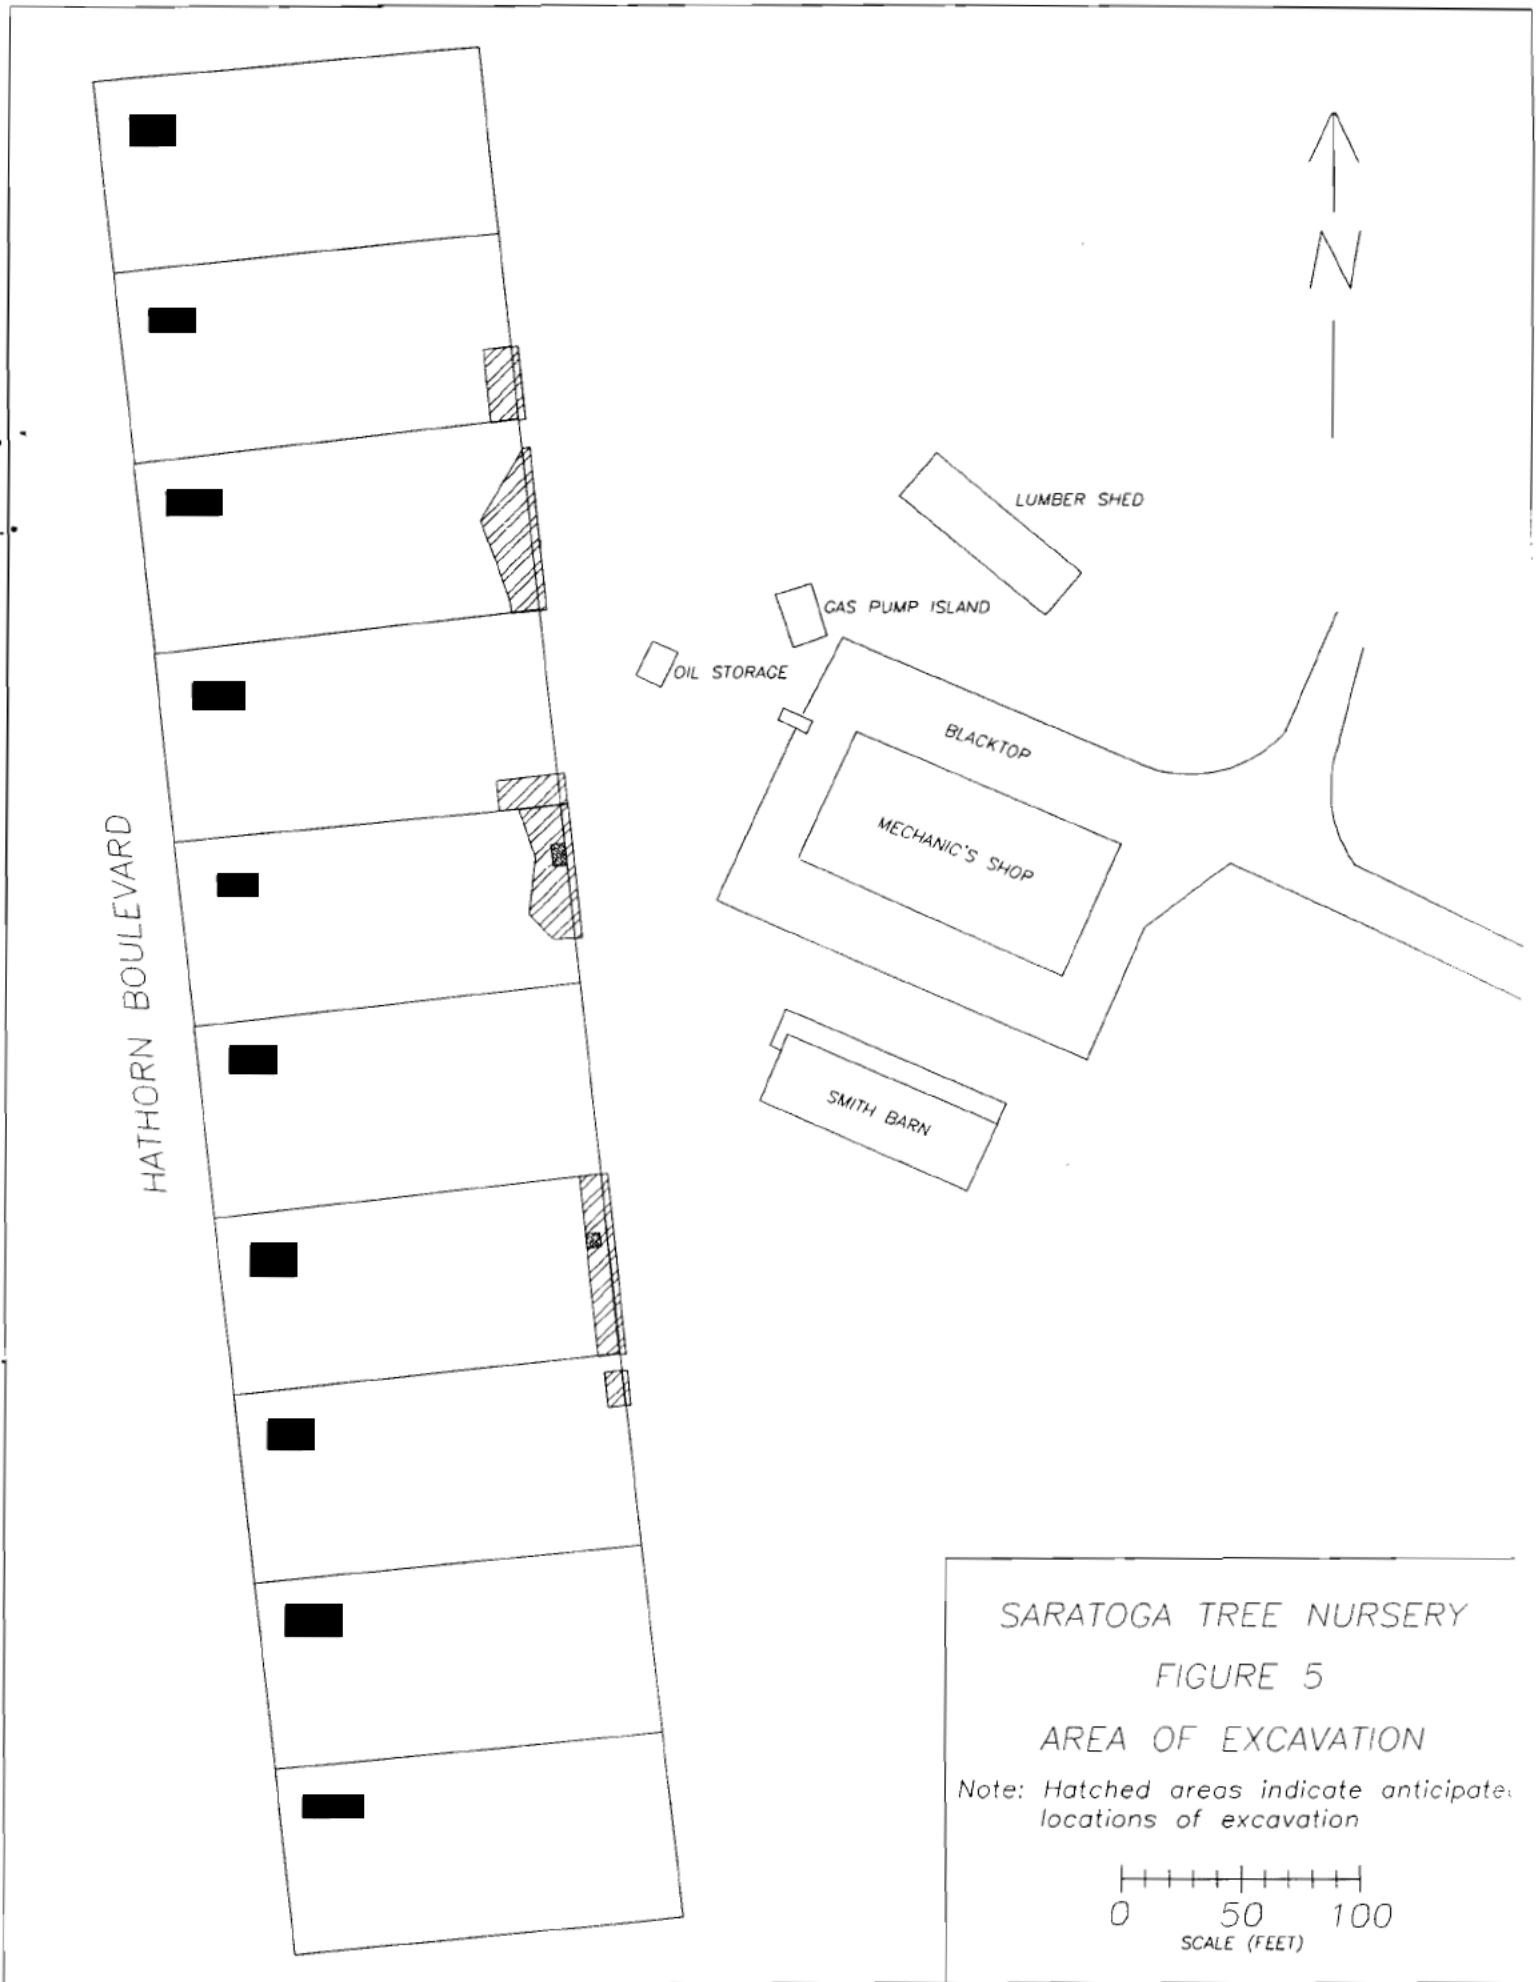 N
LUMBER SHED
GAS PUMP ISLAND
OIL STORAGE
BLACKTOP
MECHANIC'S SHOP
HATHORN BOULEVARD
SMITH BARN
SARATOGA TREE NURSERY
FIGURE 5
AREA OF EXCAVATION
Note: Hatched areas indicate anticipate
locations of excavation
0 50 100
SCALE (FEET)